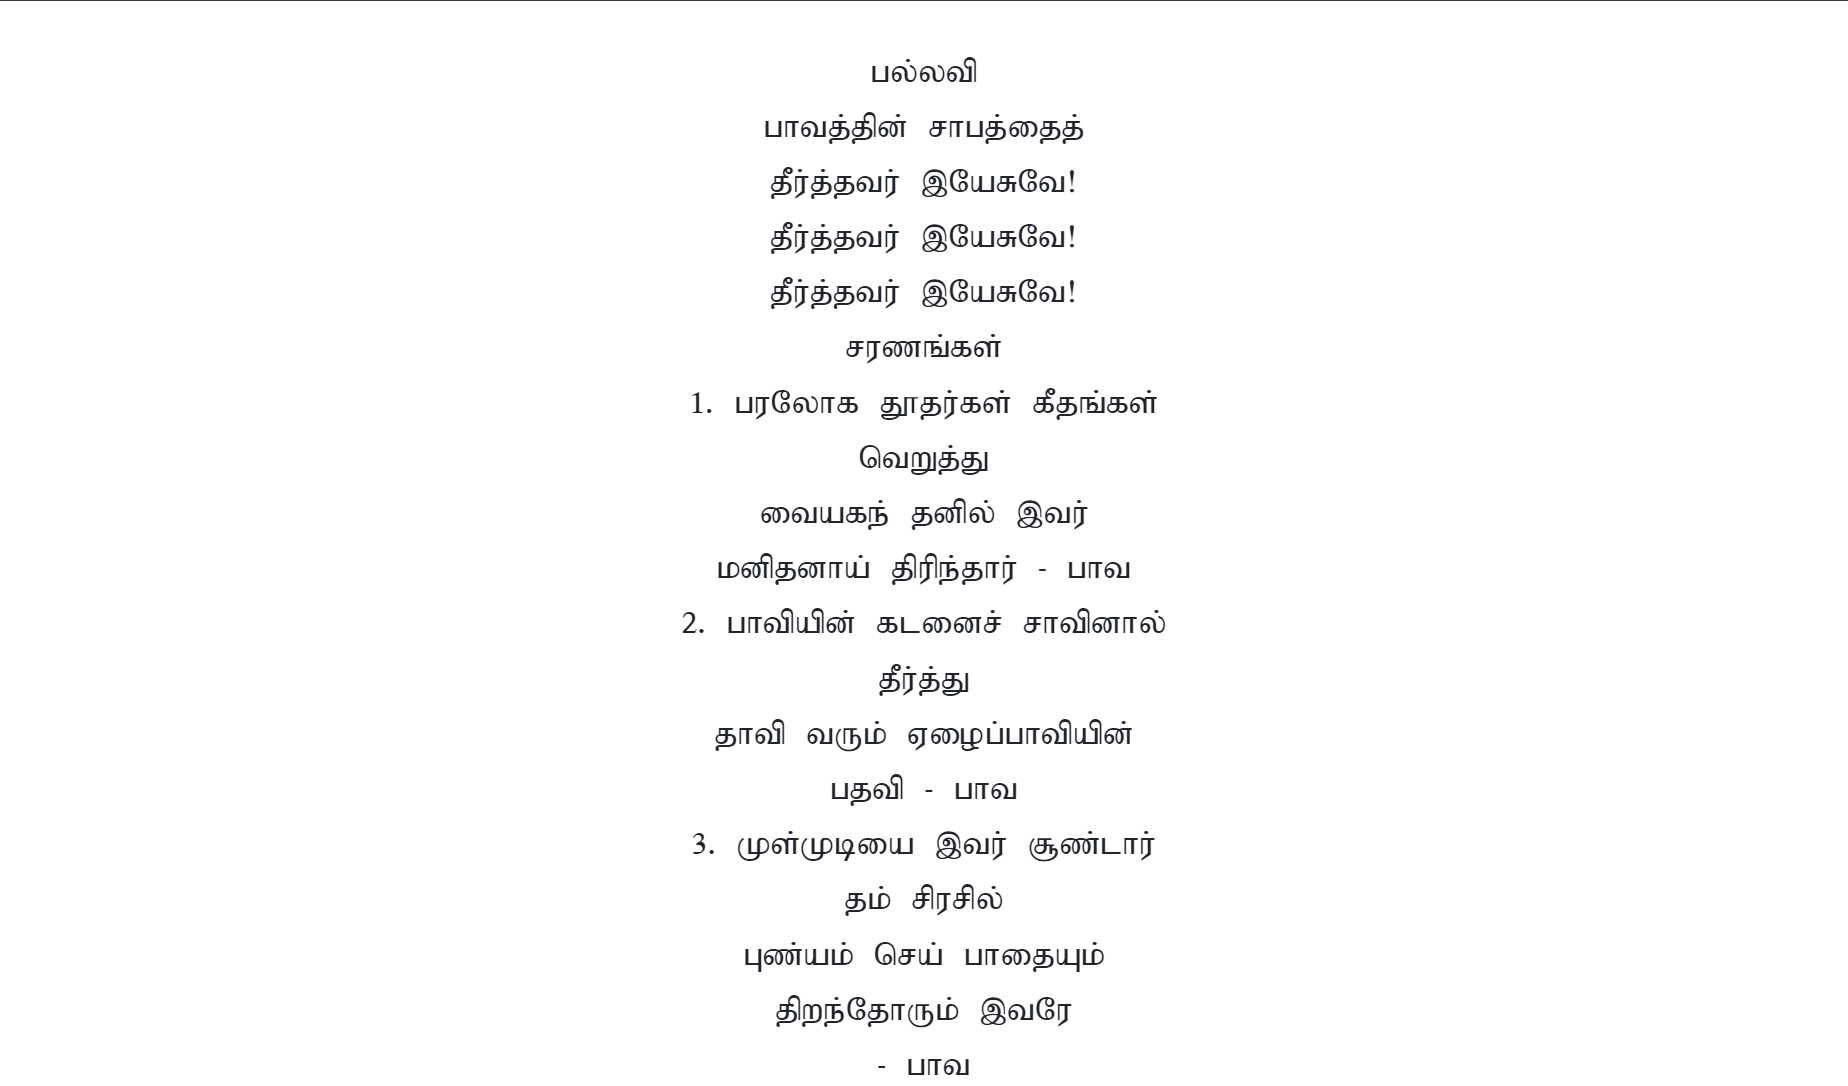 பல்லவி
பாவத்தின் சாபத்தைத்
தீர்த்தவர் இயேசுவே!
தீர்த்தவர் இயேசுவே!
தீர்த்தவர் இயேசுவே!
சரணங்கள்
1. பரலோக தூதர்கள் கீதங்கள்
வெறுத்து
வையகந் தனில் இவர்
மனிதனாய் திரிந்தார் - பாவ
2. பாவியின் கடனைச் சாவினால்
தீர்த்து
தாவி வரும் ஏழைப்பாவியின்
பதவி - பாவ
3. முள்முடியை இவர் சூண்டார்
தம் சிரசில்
புண்யம் செய் பாதையும்
திறந்தோரும் இவரே
- பாவ